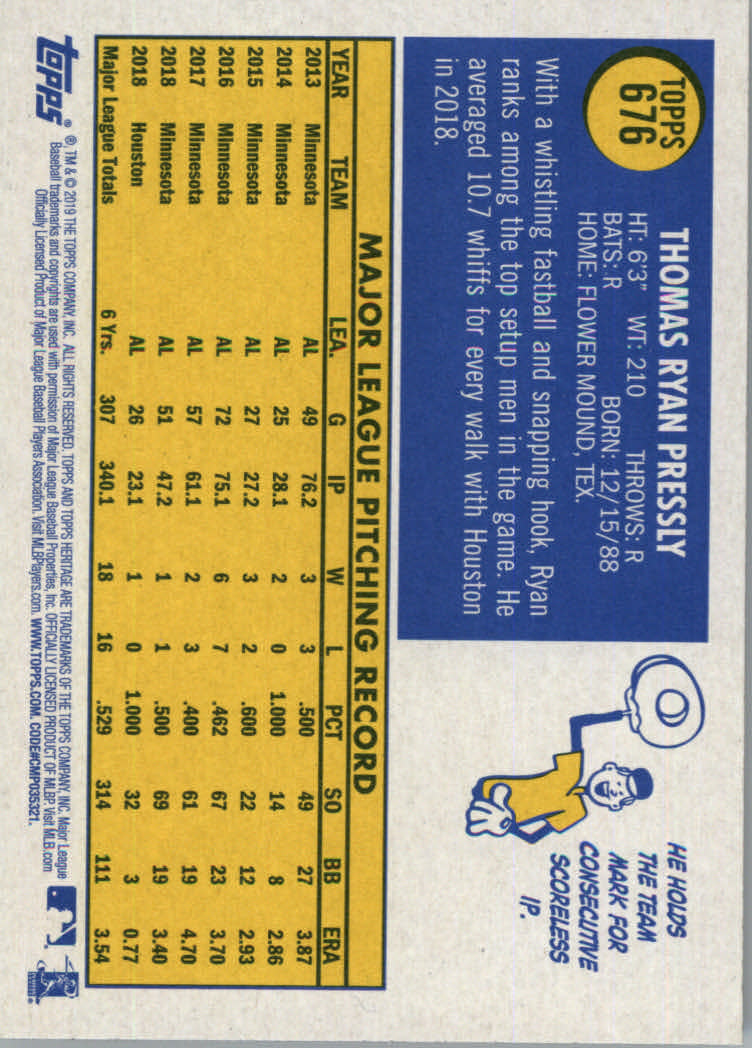 TOPPS
676
THOMAS RYAN PRESSLY
HT: 6'3" WT: 210 THROWS: R
BATS: R BORN: 12/15/88
HOME: FLOWER MOUND, TEX.
With a whistling fastball and snapping hook, Ryan
ranks among the top setup men in the game. He
averaged 10.7 whiffs for every walk with Houston
in 2018.
HE HOLDS
THE TEAM
MARK FOR
CONSECUTIVE
SCORELESS
IP.
MAJOR LEAGUE PITCHING RECORD
YEAR TEAM LEA. G IP W L PCT SO BB ERA
2013 Minnesota AL 49 76.2 3 3 .500 49 27 3.87
2014 Minnesota AL 25 28.1 2 0 1.000 14 8 2.86
2015 Minnesota AL 27 27.2 3 2 .600 22 12 2.93
2016 Minnesota AL 72 75.1 6 7 .462 67 23 3.70
2017 Minnesota AL 57 61.1 2 3 .400 61 19 4.70
2018 Minnesota AL 51 47.2 1 1 .500 69 19 3.40
2018 Houston AL 26 23.1 1 0 1.000 32 3 0.77
Major League Totals 6 Yrs. 307 340.1 18 16 .529 314 111 3.54
topps®
® TM & © 2019 THE TOPPS COMPANY, INC. ALL RIGHTS RESERVED. TOPPS AND TOPPS HERITAGE ARE TRADEMARKS OF THE TOPPS COMPANY, INC. Major League
Baseball trademarks and copyrights are used with permission of Major League Baseball Properties, Inc. OFFICIALLY LICENSED PRODUCT OF MLBP. Visit MLB.com
Officially Licensed Product of Major League Baseball Players Association. Visit MLBPlayers.com. WWW.TOPPS.COM. CODE#CMP035321.